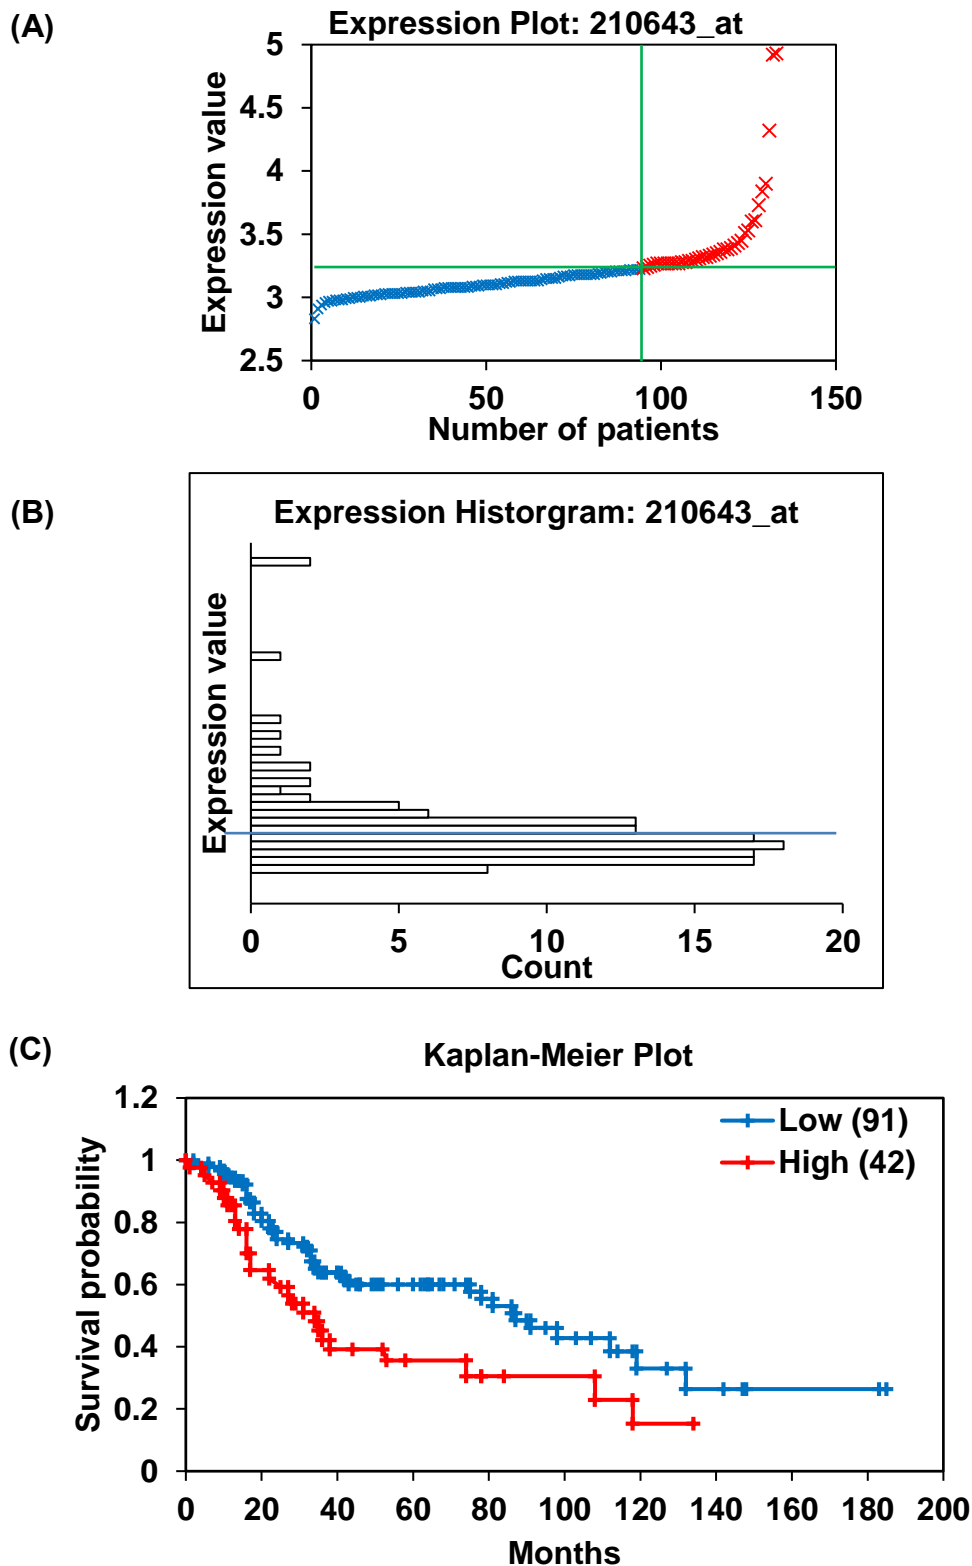 (A)
Expression Plot: 210643_at
5
4.5
4
3.5
3
2.5
Expression value
0 50 100 150
Number of patients
(B)
Expression Historgram: 210643_at
Expression value
0 5 10 15 20
Count
(C)
Kaplan-Meier Plot
1.2
1
0.8
0.6
0.4
0.2
0
Survival probability
Low (91)
High (42)
0 20 40 60 80 100 120 140 160 180 200
Months